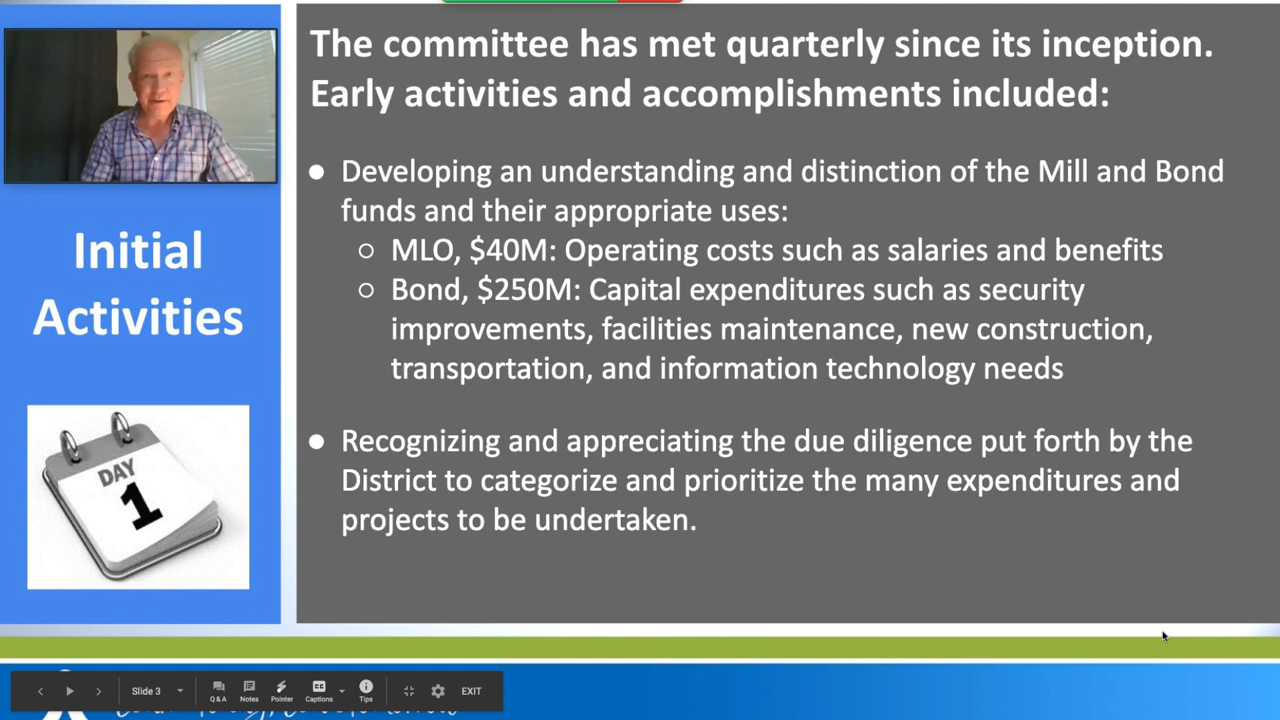 The committee has met quarterly since its inception.
Early activities and accomplishments included:
● Developing an understanding and distinction of the Mill and Bond
funds and their appropriate uses:
○ MLO, $40M: Operating costs such as salaries and benefits
○ Bond, $250M: Capital expenditures such as security
improvements, facilities maintenance, new construction,
transportation, and information technology needs
● Recognizing and appreciating the due diligence put forth by the
District to categorize and prioritize the many expenditures and
projects to be undertaken.
Initial
Activities
DAY
1
Slide 3
Q&A
Notes
Pointer
Captions
Tips
EXIT